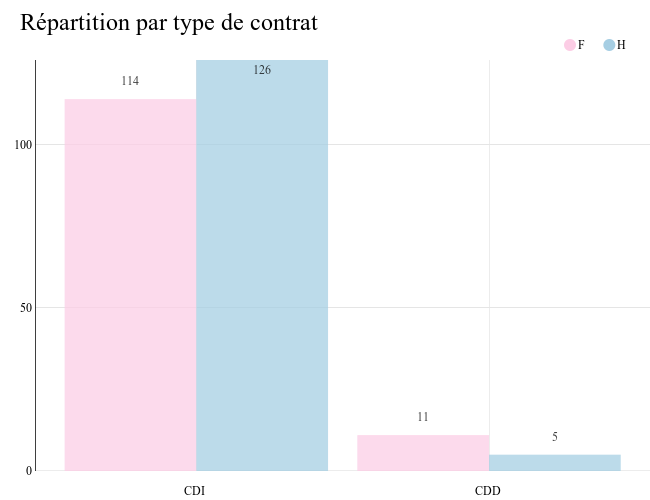 Répartition par type de contrat
F H
114
126
100
50
11
5
0
CDI CDD